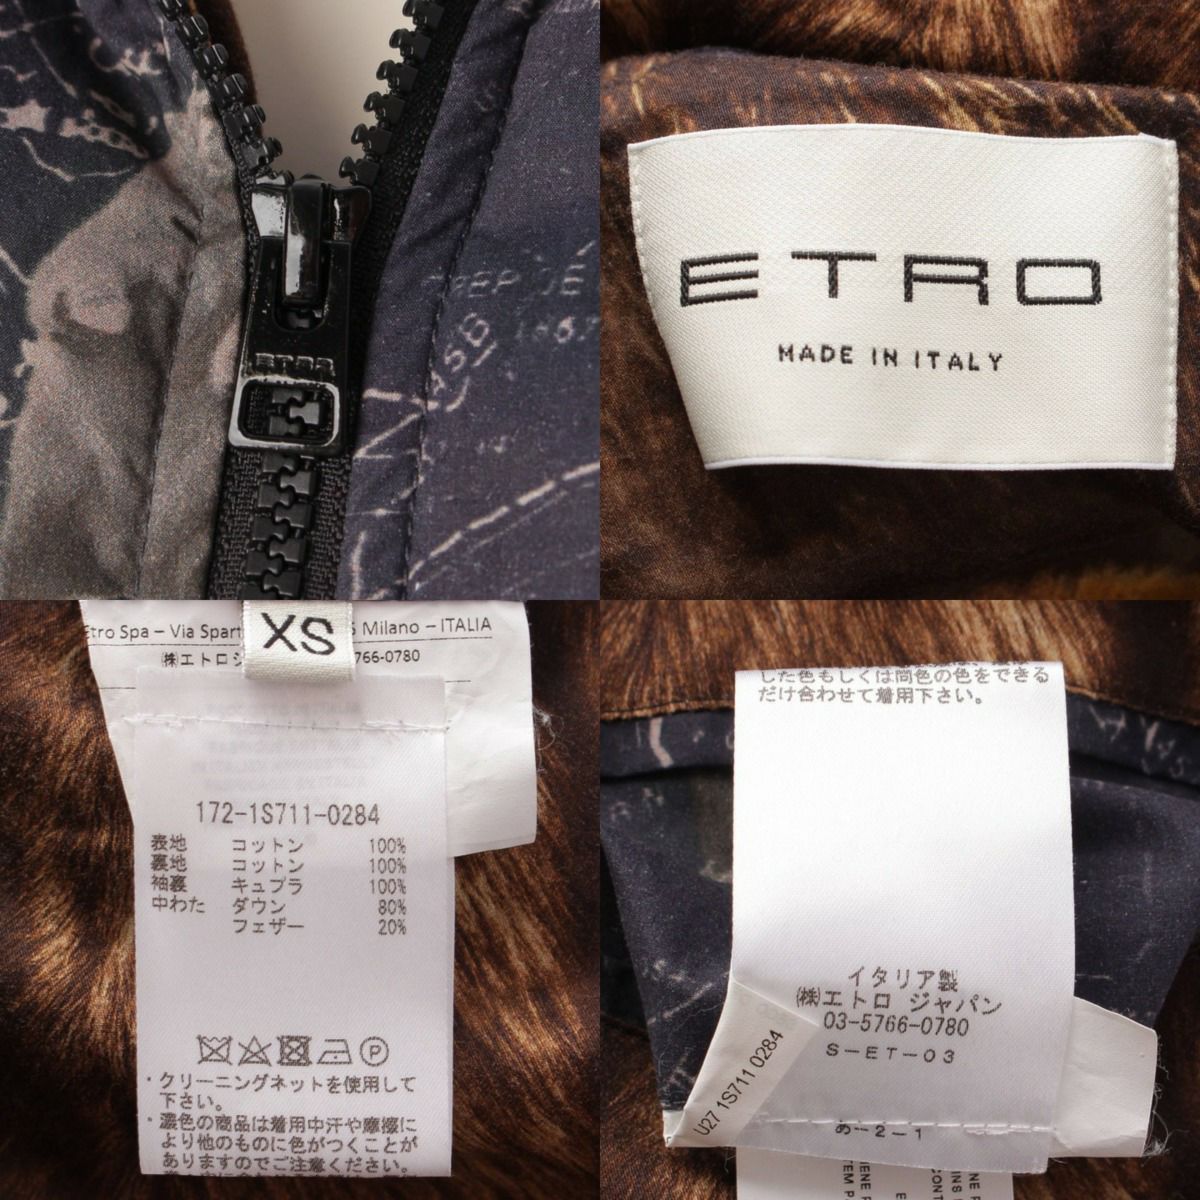 ETRO
ASB
ETRO
MADE IN ITALY
XS
Etro Spa – Via Spart
Milano – ITALIA
㈱エトロジ
766-0780
172-1S711-0284
表地 コットン 100%
裏地 コットン 100%
袖裏 キュプラ 100%
中わた ダウン 80%
フェザー 20%
P
・クリーニングネットを使用して
下さい。
・濃色の商品は着用中汗や摩擦に
より他のものに色がつくことが
ありますのでご注意ください。
した色もしくは同色の色をできる
だけ合わせて着用下さい。
イタリア製
㈱エトロ ジャパン
03-5766-0780
S-ET-03
U27 1S711 0284
あ-2-1